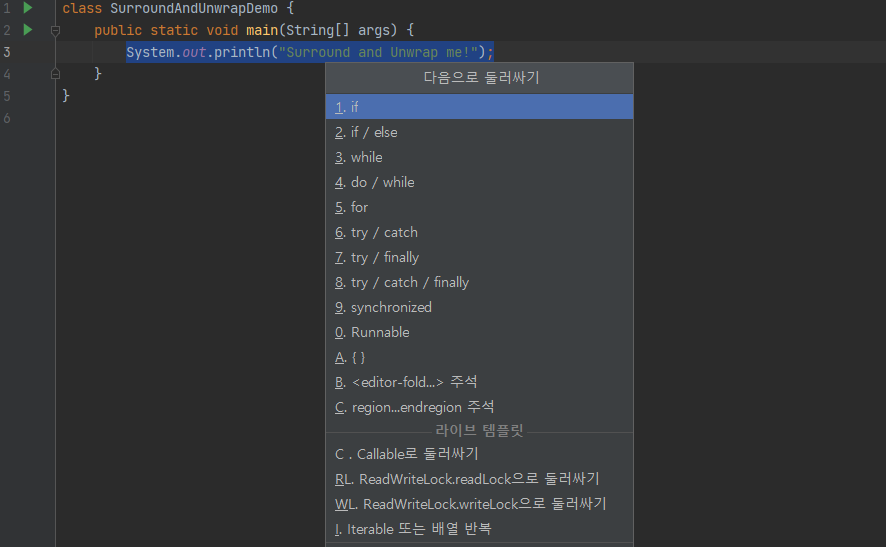 1 class SurroundAndUnwrapDemo {
2 public static void main(String[] args) {
3 System.out.println("Surround and Unwrap me!");
4 }
5 }
6
다음으로 둘러싸기
1. if
2. if / else
3. while
4. do / while
5. for
6. try / catch
7. try / finally
8. try / catch / finally
9. synchronized
0. Runnable
A. { }
B. <editor-fold...> 주석
C. region...endregion 주석
라이브 템플릿
C . Callable로 둘러싸기
RL. ReadWriteLock.readLock으로 둘러싸기
WL. ReadWriteLock.writeLock으로 둘러싸기
I. Iterable 또는 배열 반복